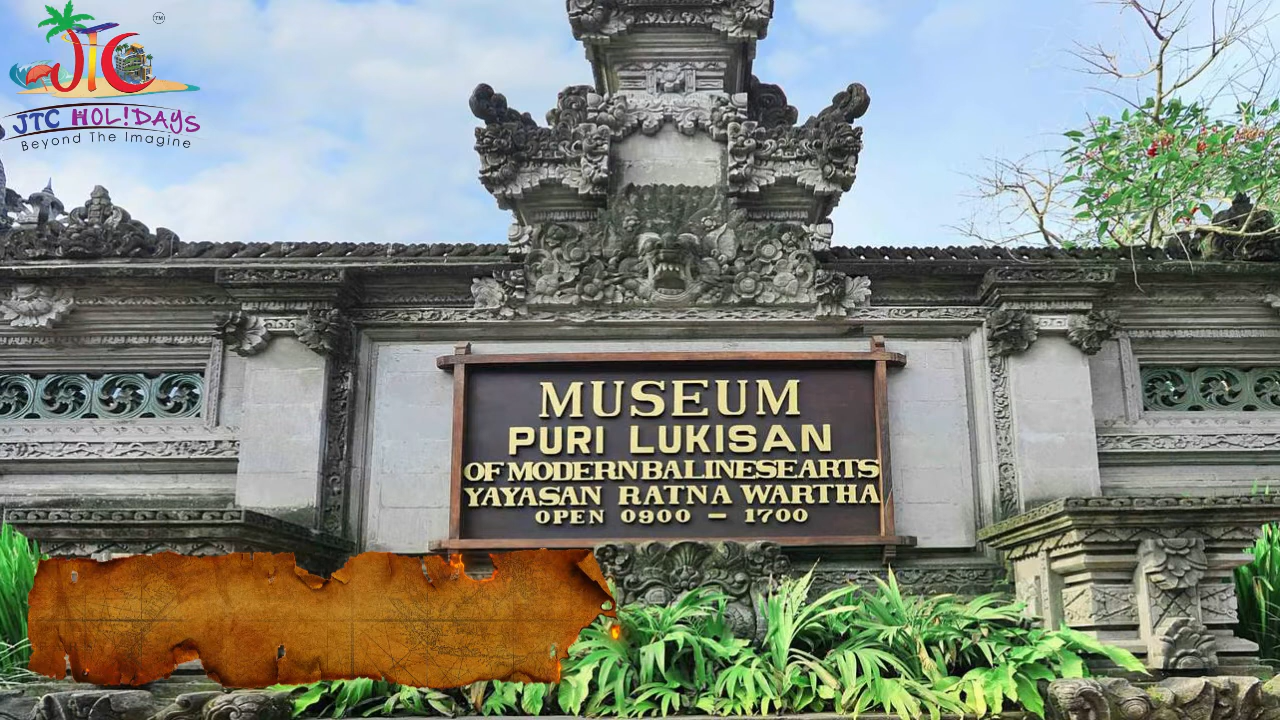 JTC
TM
JTC HOL!DAYS
Beyond The Imagine
MUSEUM
PURI LUKISAN
OF MODERN BALINESE ARTS
YAYASAN RATNA WARTHA
OPEN 0900 – 1700